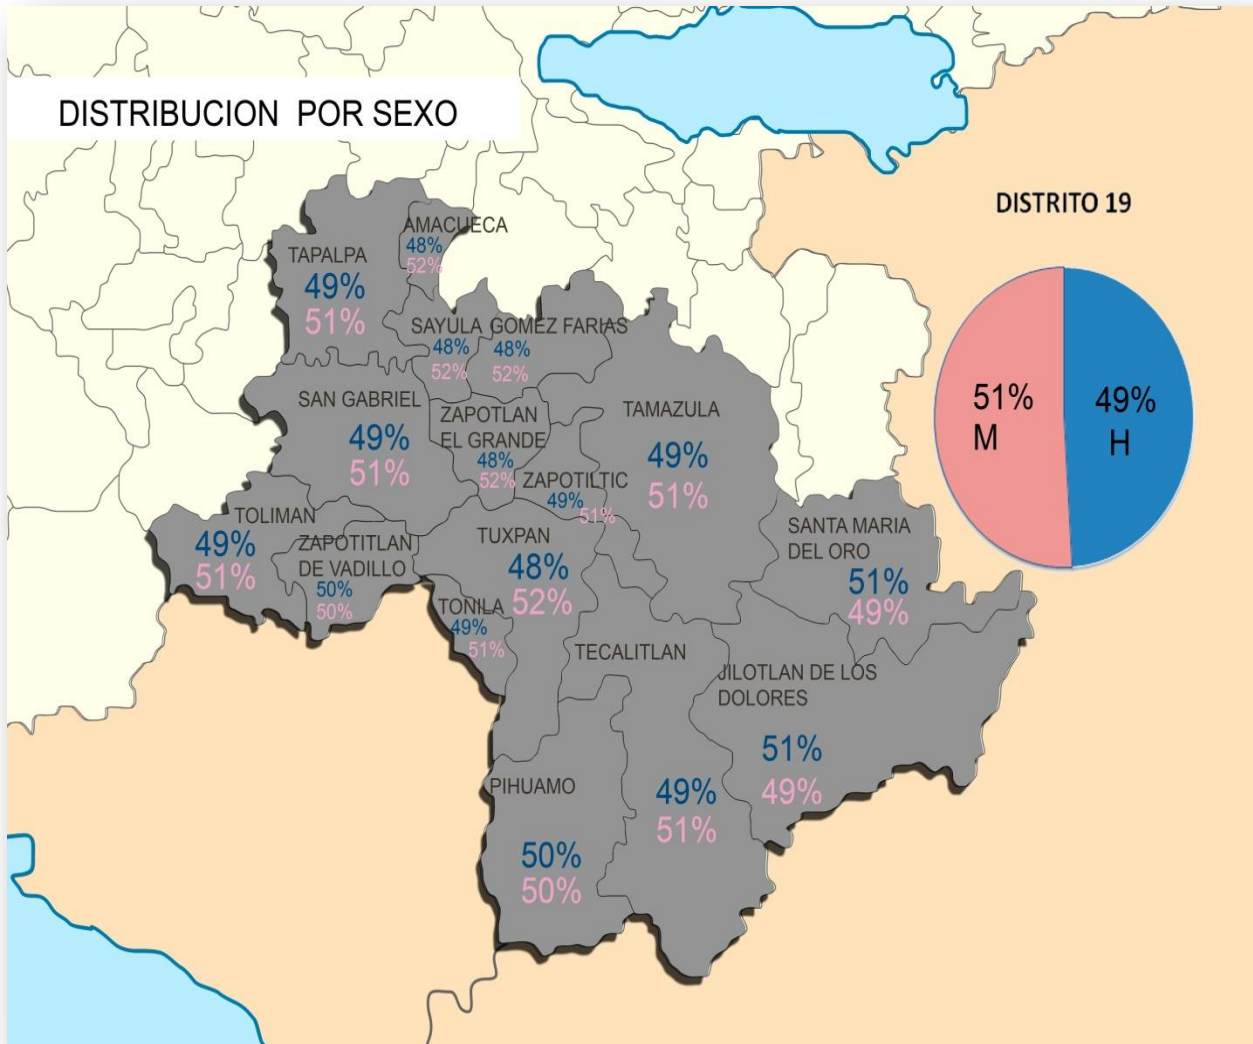 DISTRIBUCION POR SEXO
DISTRITO 19
51%
M
49%
H
AMACUECA
48%
52%
TAPALPA
49%
51%
SAYULA
48%
52%
GOMEZ FARIAS
48%
52%
SAN GABRIEL
49%
51%
ZAPOTLAN
EL GRANDE
48%
52%
TAMAZULA
49%
51%
ZAPOTILTIC
49%
51%
TOLIMAN
49%
51%
ZAPOTITLAN
DE VADILLO
50%
50%
TUXPAN
48%
52%
SANTA MARIA
DEL ORO
51%
49%
TONILA
49%
51%
TECALITLAN
49%
51%
JILOTLAN DE LOS
DOLORES
51%
49%
PIHUAMO
50%
50%